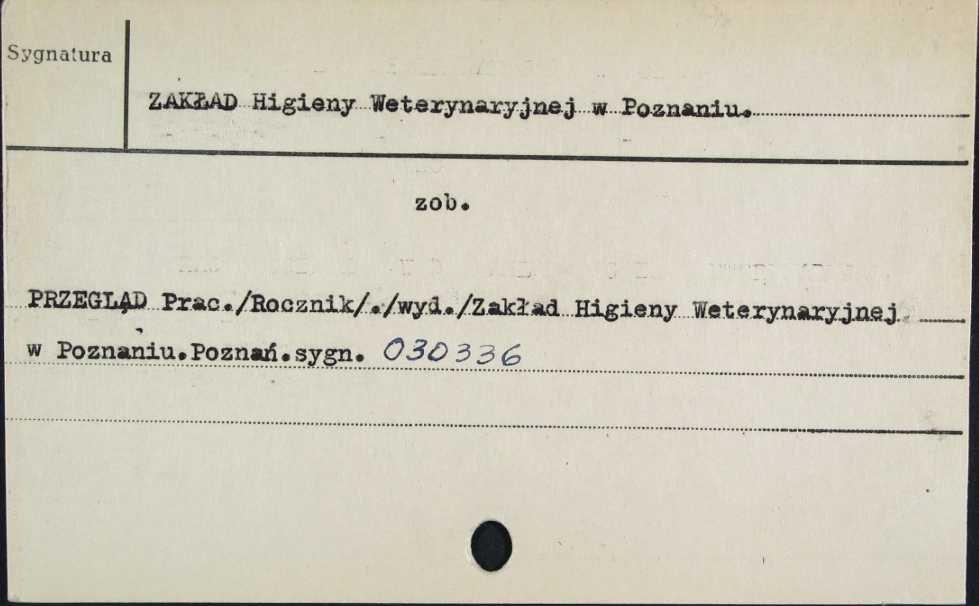 Sygnatura
ZAKŁAD Higieny Weterynaryjnej w Poznaniu.
zob.
PRZEGLĄD Prac./Rocznik/./wyd./Zakład Higieny Weterynaryjnej
w Poznaniu.Poznań.sygn. 030336